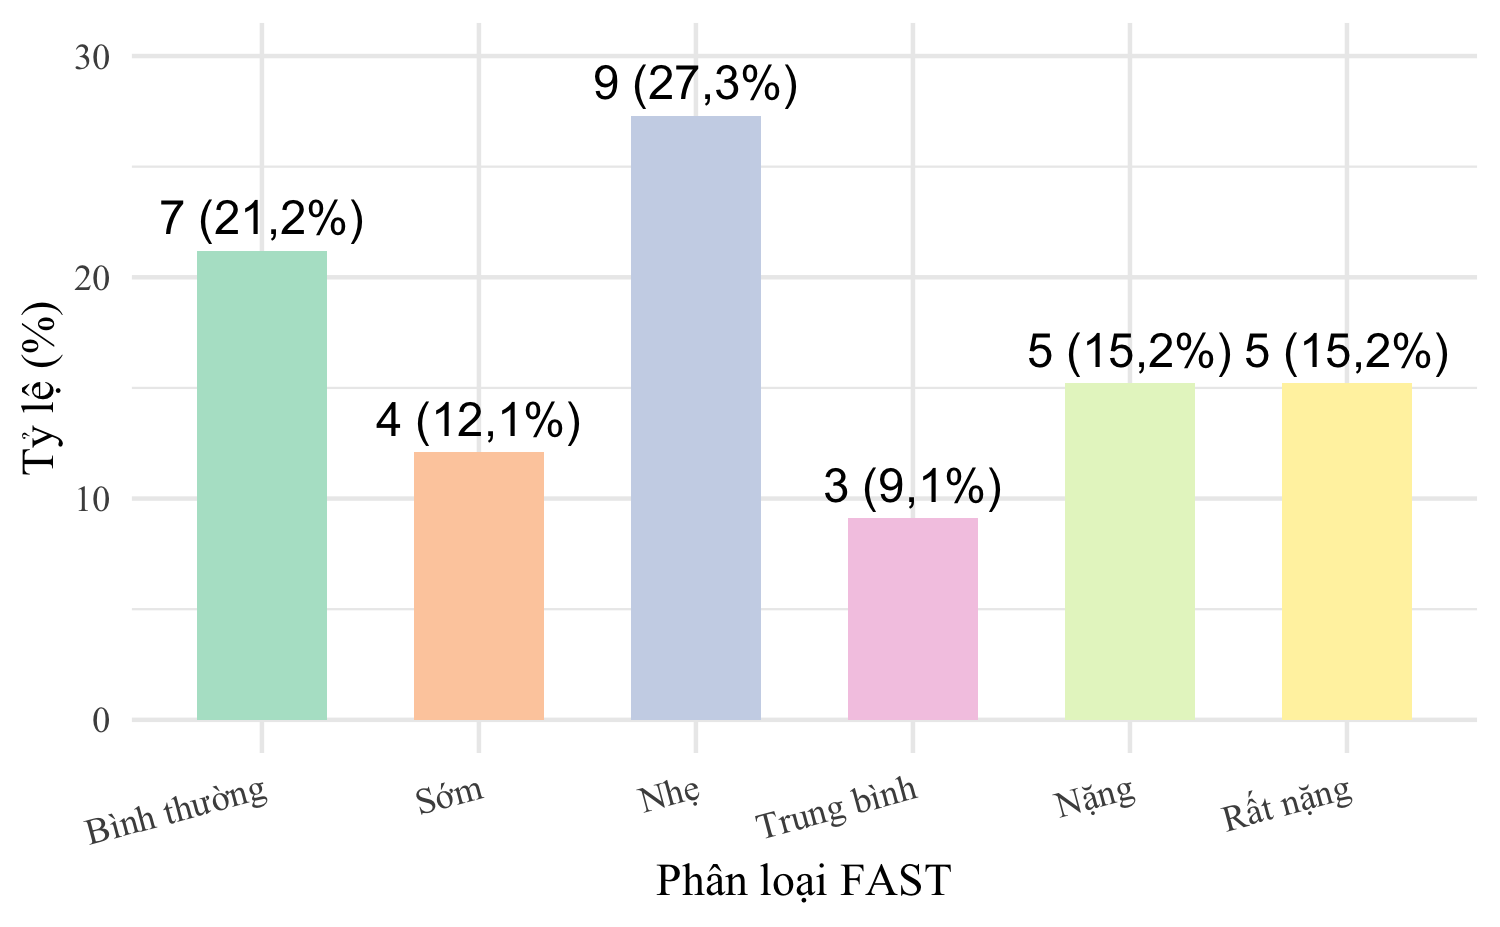 Tỷ lệ (%)
30
20
10
0
7 (21,2%)
4 (12,1%)
9 (27,3%)
3 (9,1%)
5 (15,2%)
5 (15,2%)
Bình thường
Sớm
Nhẹ
Trung bình
Nặng
Rất nặng
Phân loại FAST